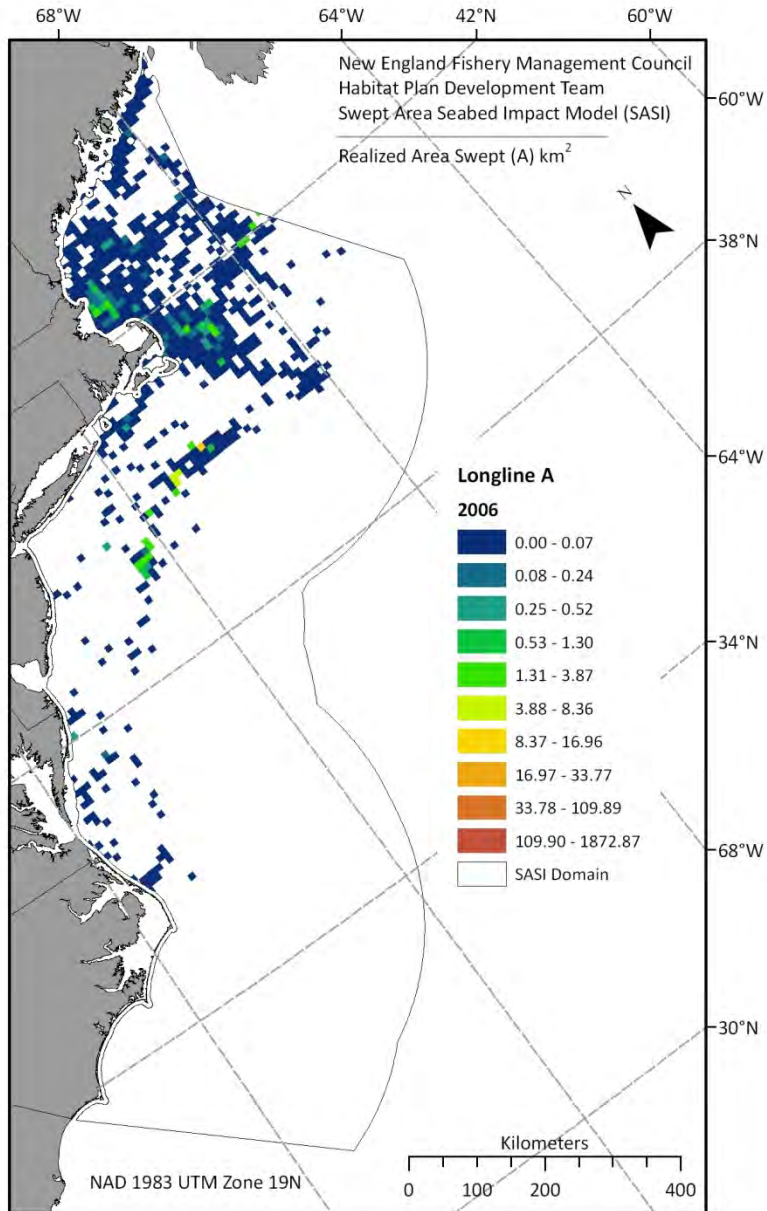 68°W 64°W 42°N 60°W
New England Fishery Management Council
Habitat Plan Development Team
Swept Area Seabed Impact Model (SASI)
Realized Area Swept (A) km²
60°W
N
38°N
64°W
Longline A
2006
0.00 - 0.07
0.08 - 0.24
0.25 - 0.52
0.53 - 1.30
34°N
1.31 - 3.87
3.88 - 8.36
8.37 - 16.96
16.97 - 33.77
33.78 - 109.89
109.90 - 1872.87
68°W
SASI Domain
30°N
Kilometers
NAD 1983 UTM Zone 19N
0 100 200 400